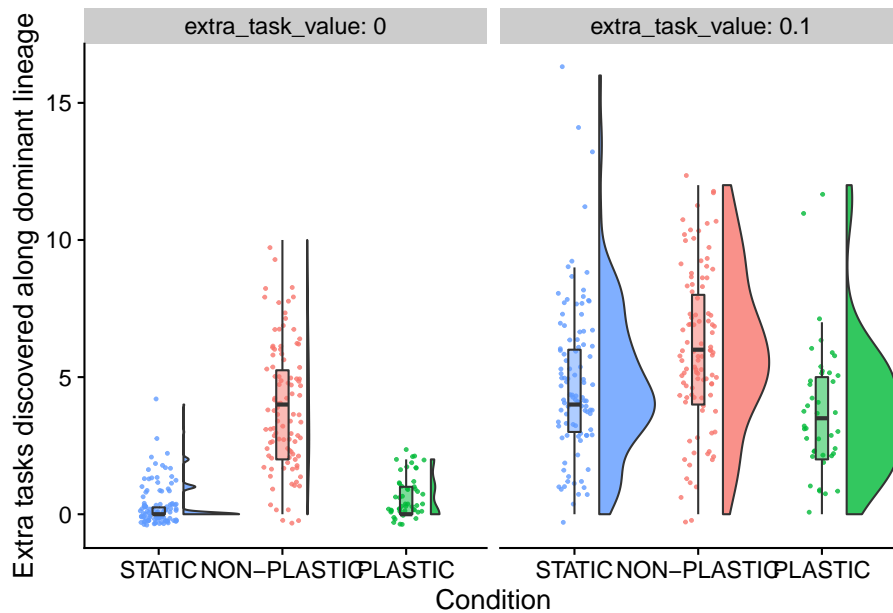 extra_task_value: 0
extra_task_value: 0.1
Extra tasks discovered along dominant lineage
15
10
5
0
STATIC NON−PLASTIC PLASTIC
STATIC NON−PLASTIC PLASTIC
Condition